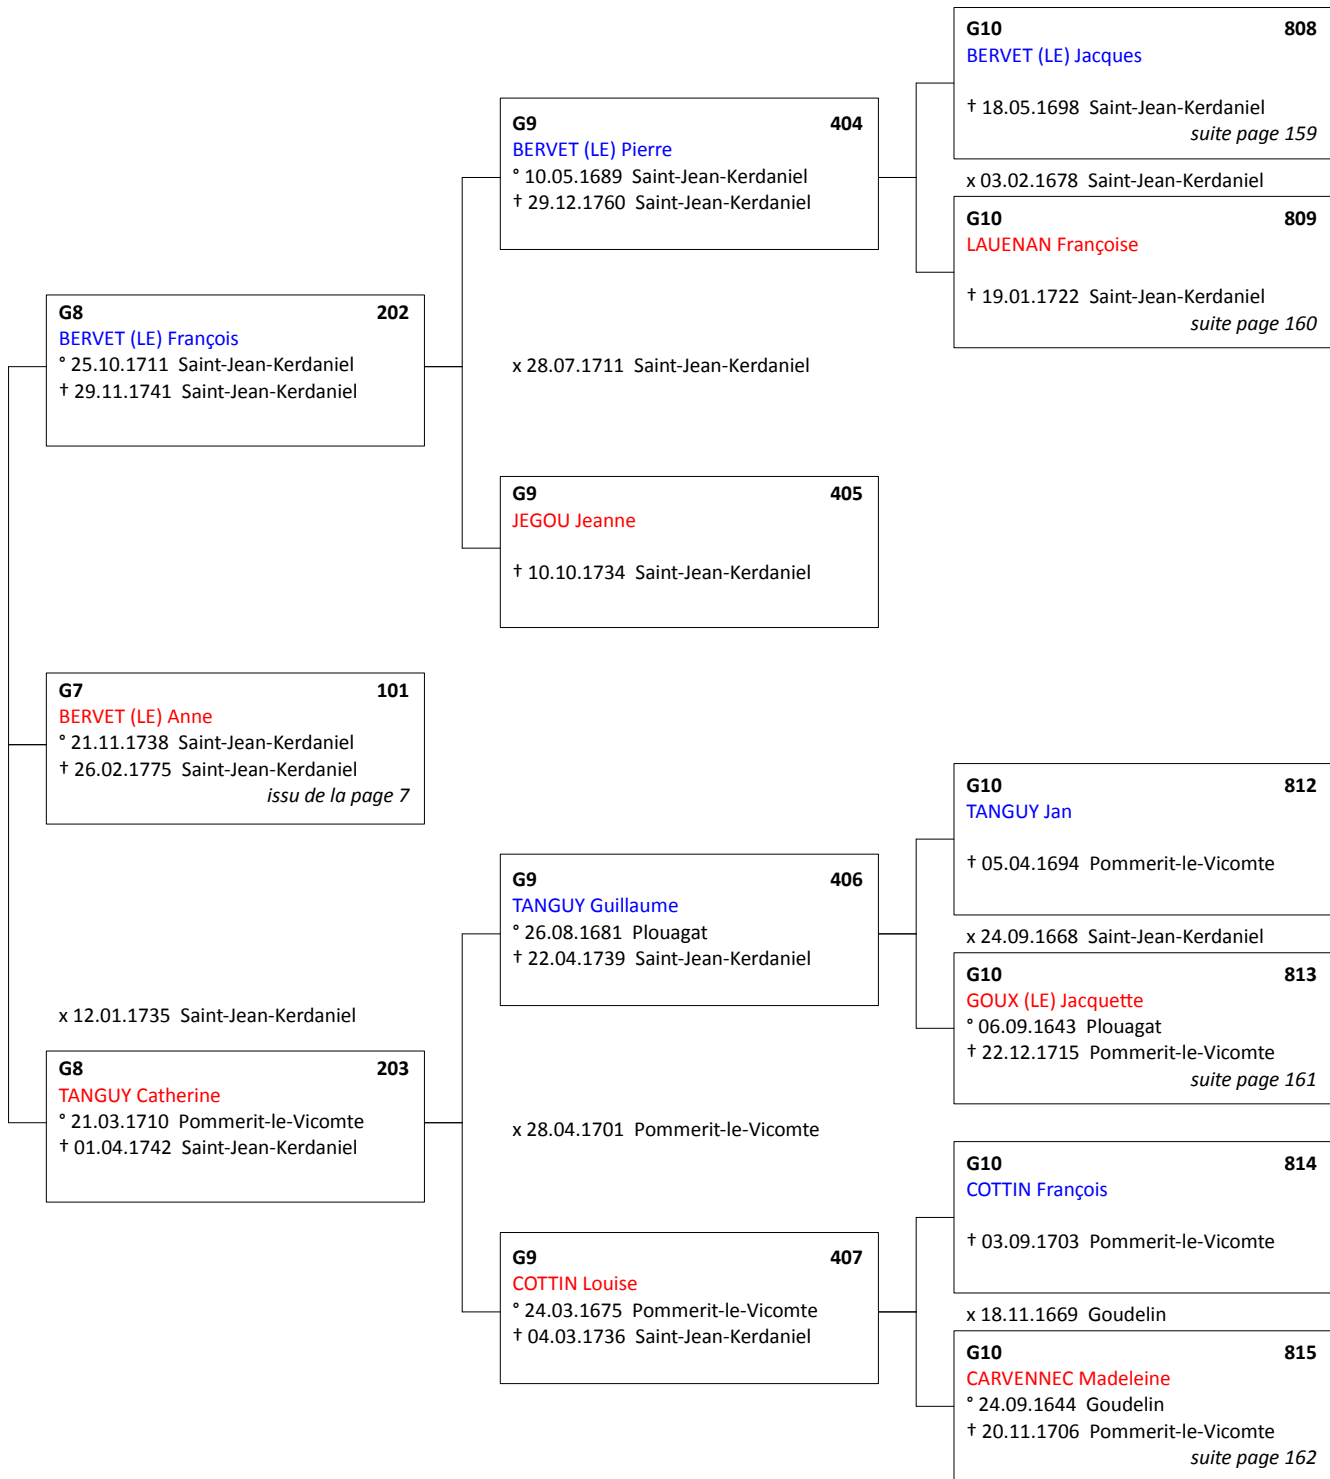 G10 808
BERVET (LE) Jacques
† 18.05.1698 Saint-Jean-Kerdaniel
suite page 159
x 03.02.1678 Saint-Jean-Kerdaniel
G10 809
LAUENAN Françoise
† 19.01.1722 Saint-Jean-Kerdaniel
suite page 160
G9 404
BERVET (LE) Pierre
° 10.05.1689 Saint-Jean-Kerdaniel
† 29.12.1760 Saint-Jean-Kerdaniel
G8 202
BERVET (LE) François
° 25.10.1711 Saint-Jean-Kerdaniel
† 29.11.1741 Saint-Jean-Kerdaniel
x 28.07.1711 Saint-Jean-Kerdaniel
G9 405
JEGOU Jeanne
† 10.10.1734 Saint-Jean-Kerdaniel
G7 101
BERVET (LE) Anne
° 21.11.1738 Saint-Jean-Kerdaniel
† 26.02.1775 Saint-Jean-Kerdaniel
issu de la page 7
G10 812
TANGUY Jan
† 05.04.1694 Pommerit-le-Vicomte
x 24.09.1668 Saint-Jean-Kerdaniel
G10 813
GOUX (LE) Jacquette
° 06.09.1643 Plouagat
† 22.12.1715 Pommerit-le-Vicomte
suite page 161
G9 406
TANGUY Guillaume
° 26.08.1681 Plouagat
† 22.04.1739 Saint-Jean-Kerdaniel
x 12.01.1735 Saint-Jean-Kerdaniel
G8 203
TANGUY Catherine
° 21.03.1710 Pommerit-le-Vicomte
† 01.04.1742 Saint-Jean-Kerdaniel
x 28.04.1701 Pommerit-le-Vicomte
G10 814
COTTIN François
† 03.09.1703 Pommerit-le-Vicomte
x 18.11.1669 Goudelin
G9 407
COTTIN Louise
° 24.03.1675 Pommerit-le-Vicomte
† 04.03.1736 Saint-Jean-Kerdaniel
G10 815
CARVENNEC Madeleine
° 24.09.1644 Goudelin
† 20.11.1706 Pommerit-le-Vicomte
suite page 162